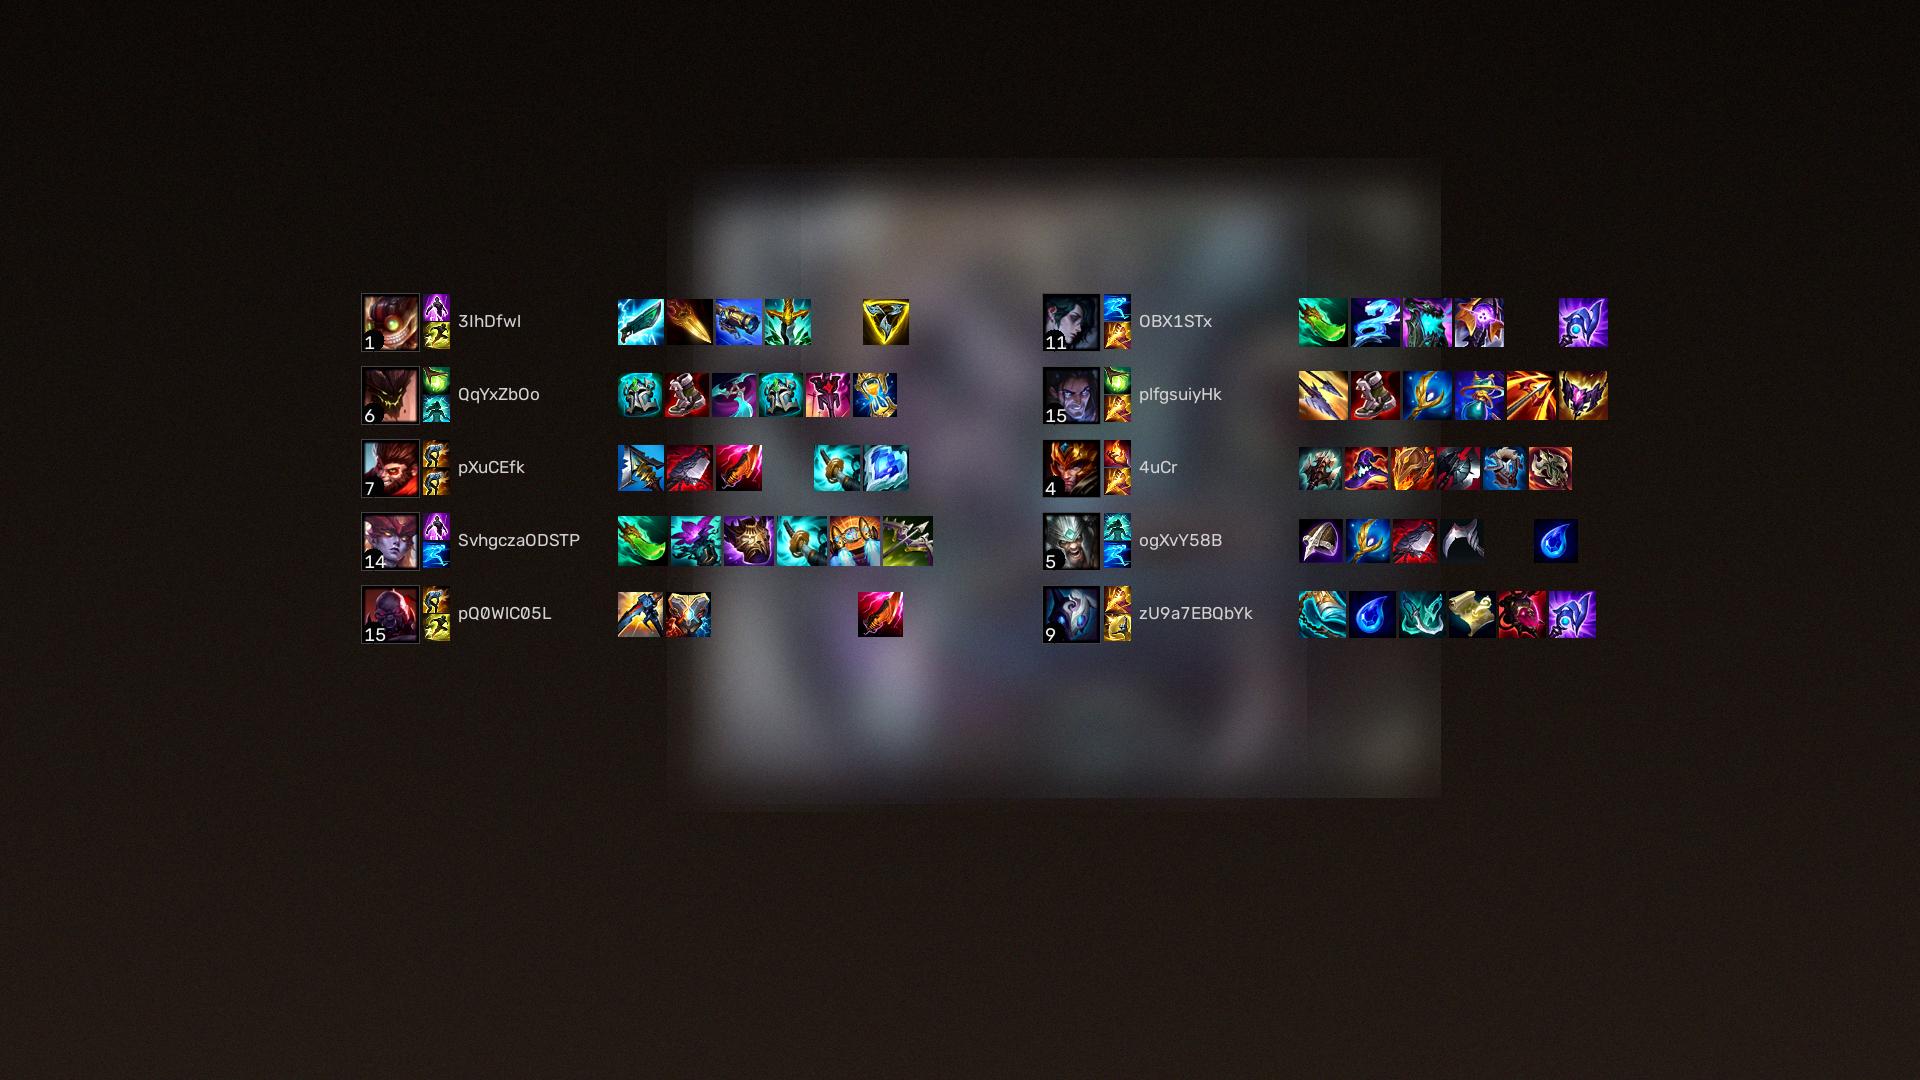 1 3IhDfwI
6 QqYxZbOo
7 pXuCEfk
14 SvhgczaODSTP
15 pQ0WIC05L
11 OBX1STx
15 plfgsuiyHk
4 4uCr
5 ogXvY58B
9 zU9a7EBQbYk